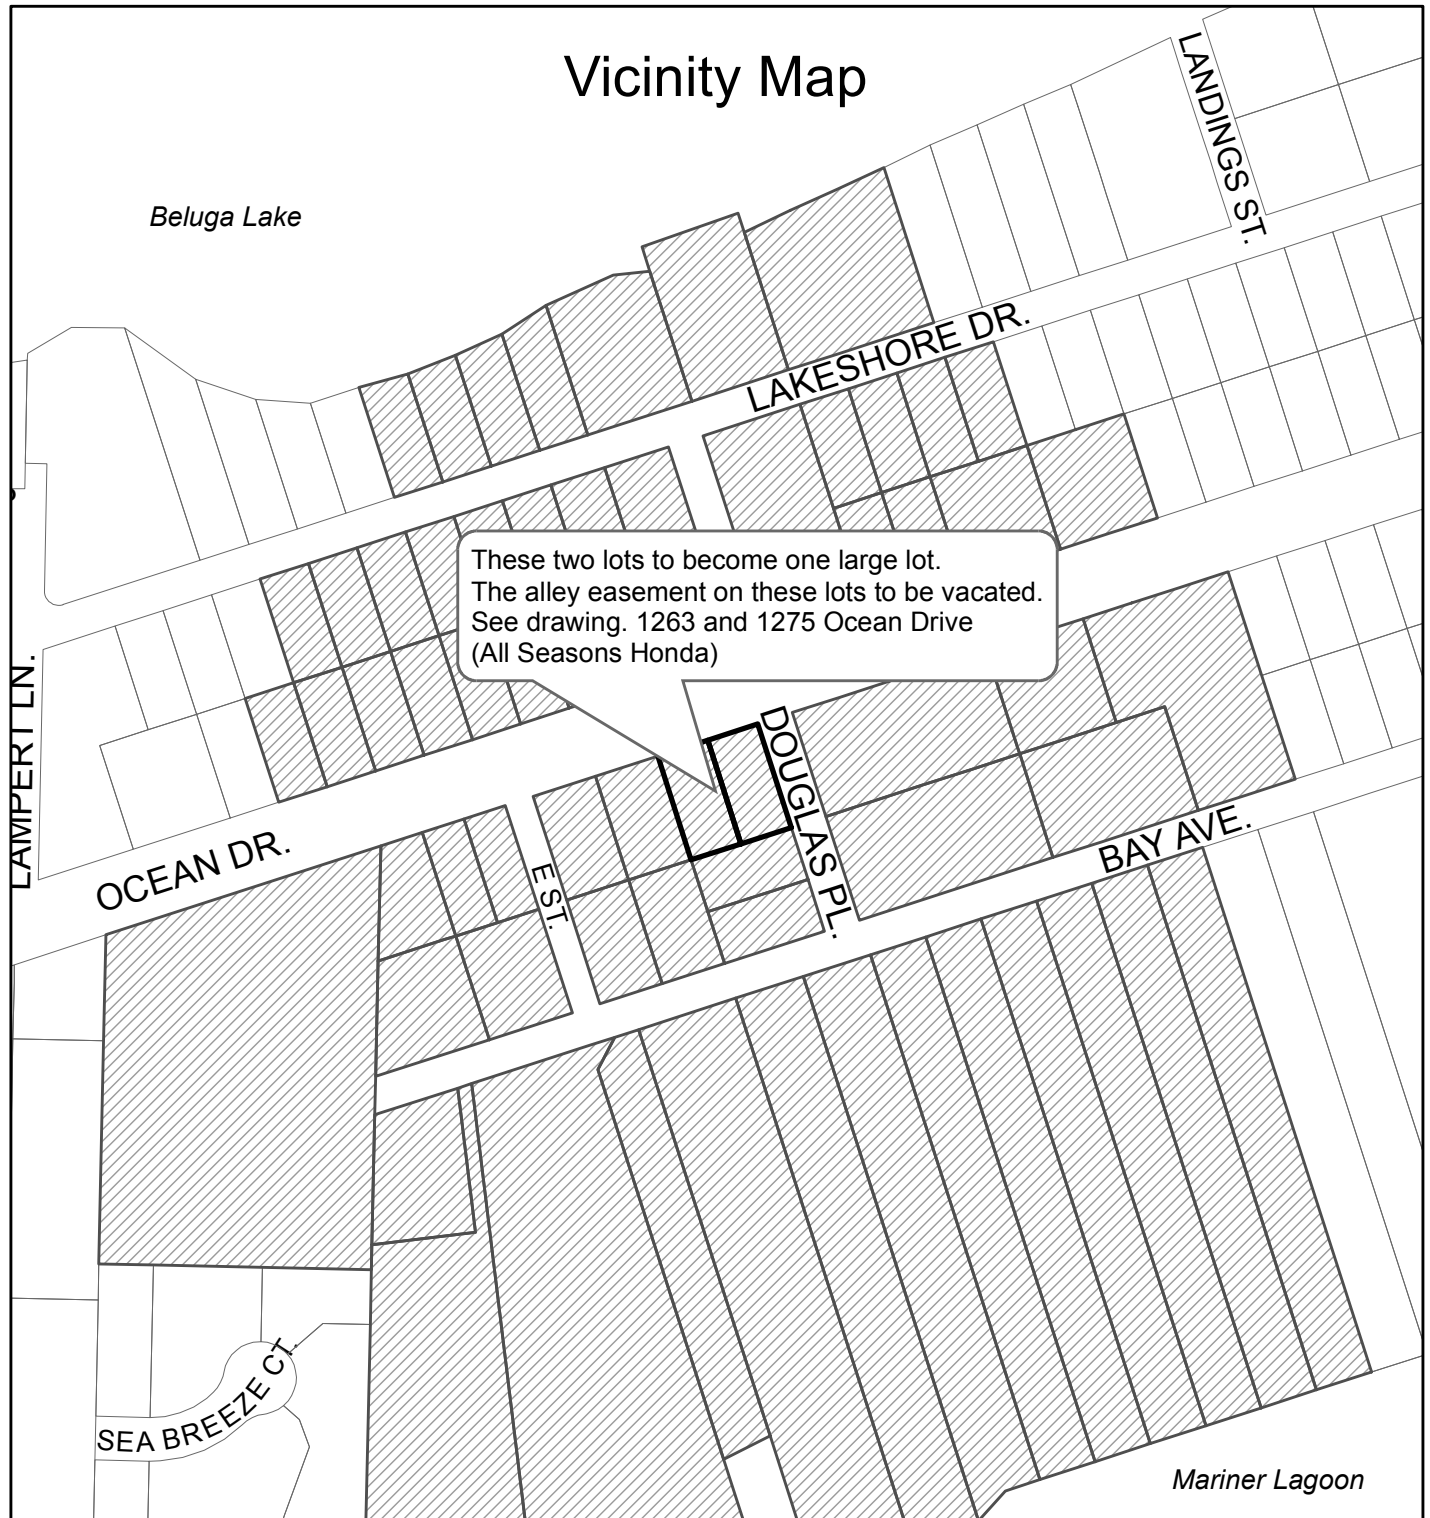 Vicinity Map
LANDINGS ST.
Beluga Lake
LAKESHORE DR.
These two lots to become one large lot.
The alley easement on these lots to be vacated.
See drawing. 1263 and 1275 Ocean Drive
(All Seasons Honda)
LAMPERT LN.
DOUGLAS PL.
OCEAN DR.
BAY AVE.
E ST.
SEA BREEZE CT.
Mariner Lagoon